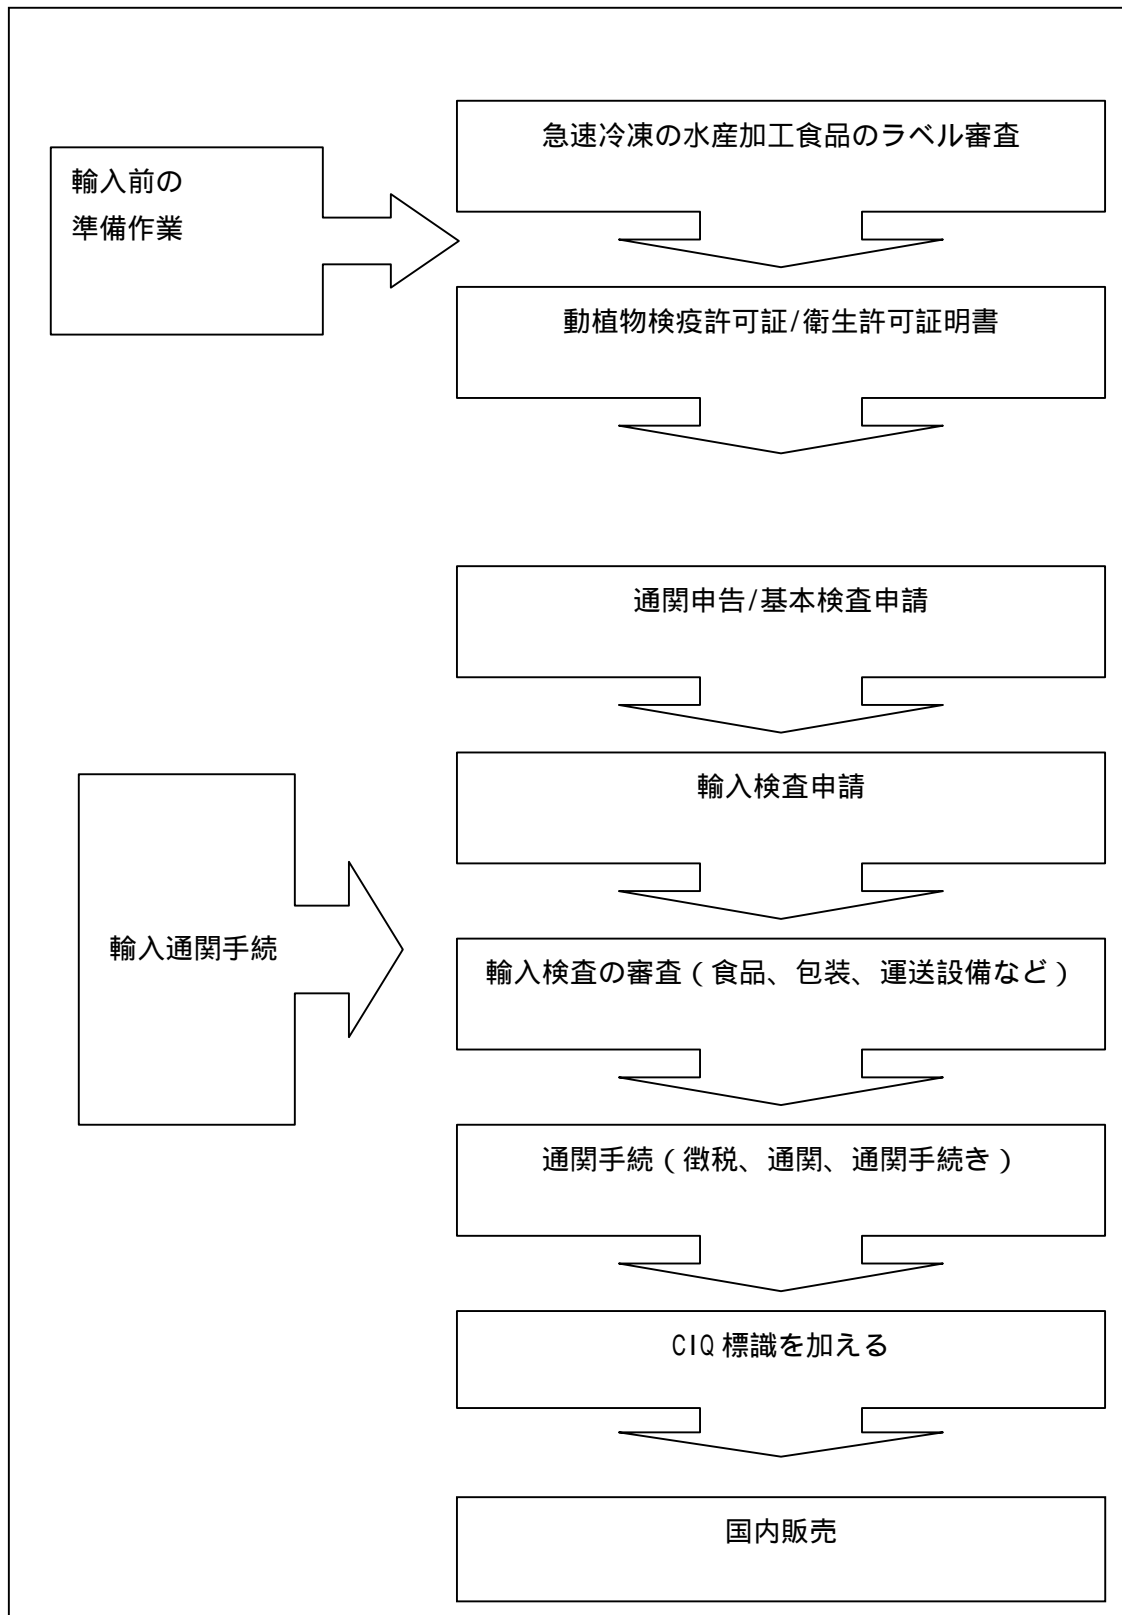 急速冷凍の水産加工食品のラベル審査
輸入前の
準備作業
動植物検疫許可証/衛生許可証明書
通関申告/基本検査申請
輸入検査申請
輸入通関手続
輸入検査の審査(食品、包装、運送設備など)
通関手続(徴税、通関、通関手続き)
CIQ 標識を加える
国内販売